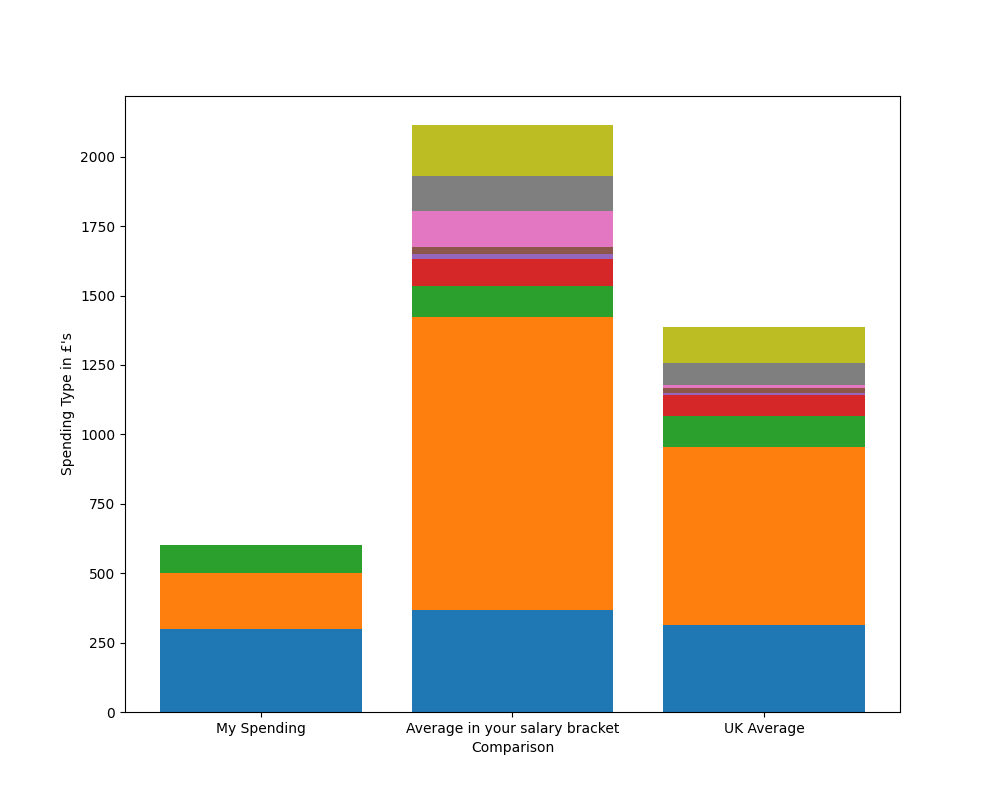 2000
1750
1500
1250
1000
750
500
250
0
Spending Type in £'s
My Spending
Average in your salary bracket
UK Average
Comparison